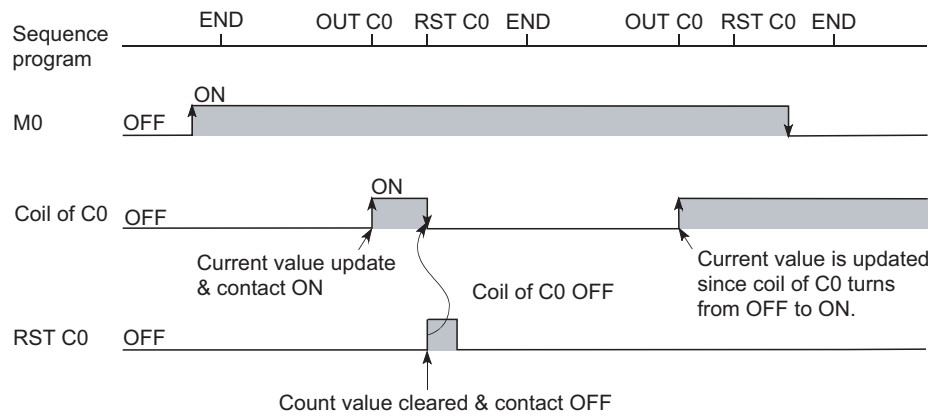 END OUT C0 RST C0 END OUT C0 RST C0 END
Sequence
program
ON
M0 OFF
ON
Coil of C0 OFF
Current value update
& contact ON
Current value is updated
since coil of C0 turns
from OFF to ON.
Coil of C0 OFF
RST C0 OFF
Count value cleared & contact OFF